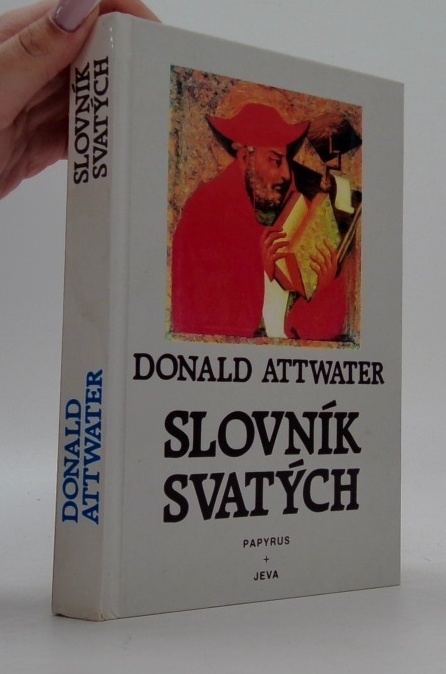 SLOVNÍK
SVATÝCH
DONALD
ATTWATER
DONALD ATTWATER
SLOVNÍK
SVATÝCH
PAPYRUS
+
JEVA